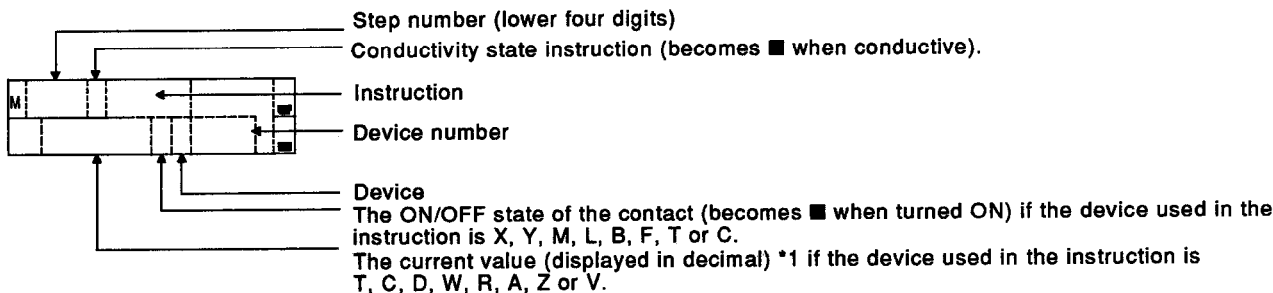 Step number (lower four digits)
Conductivity state instruction (becomes ■ when conductive).
Instruction
M
Device number
Device
The ON/OFF state of the contact (becomes ■ when turned ON) if the device used in the
instruction is X, Y, M, L, B, F, T or C.
The current value (displayed in decimal) *1 if the device used in the instruction is
T, C, D, W, R, A, Z or V.